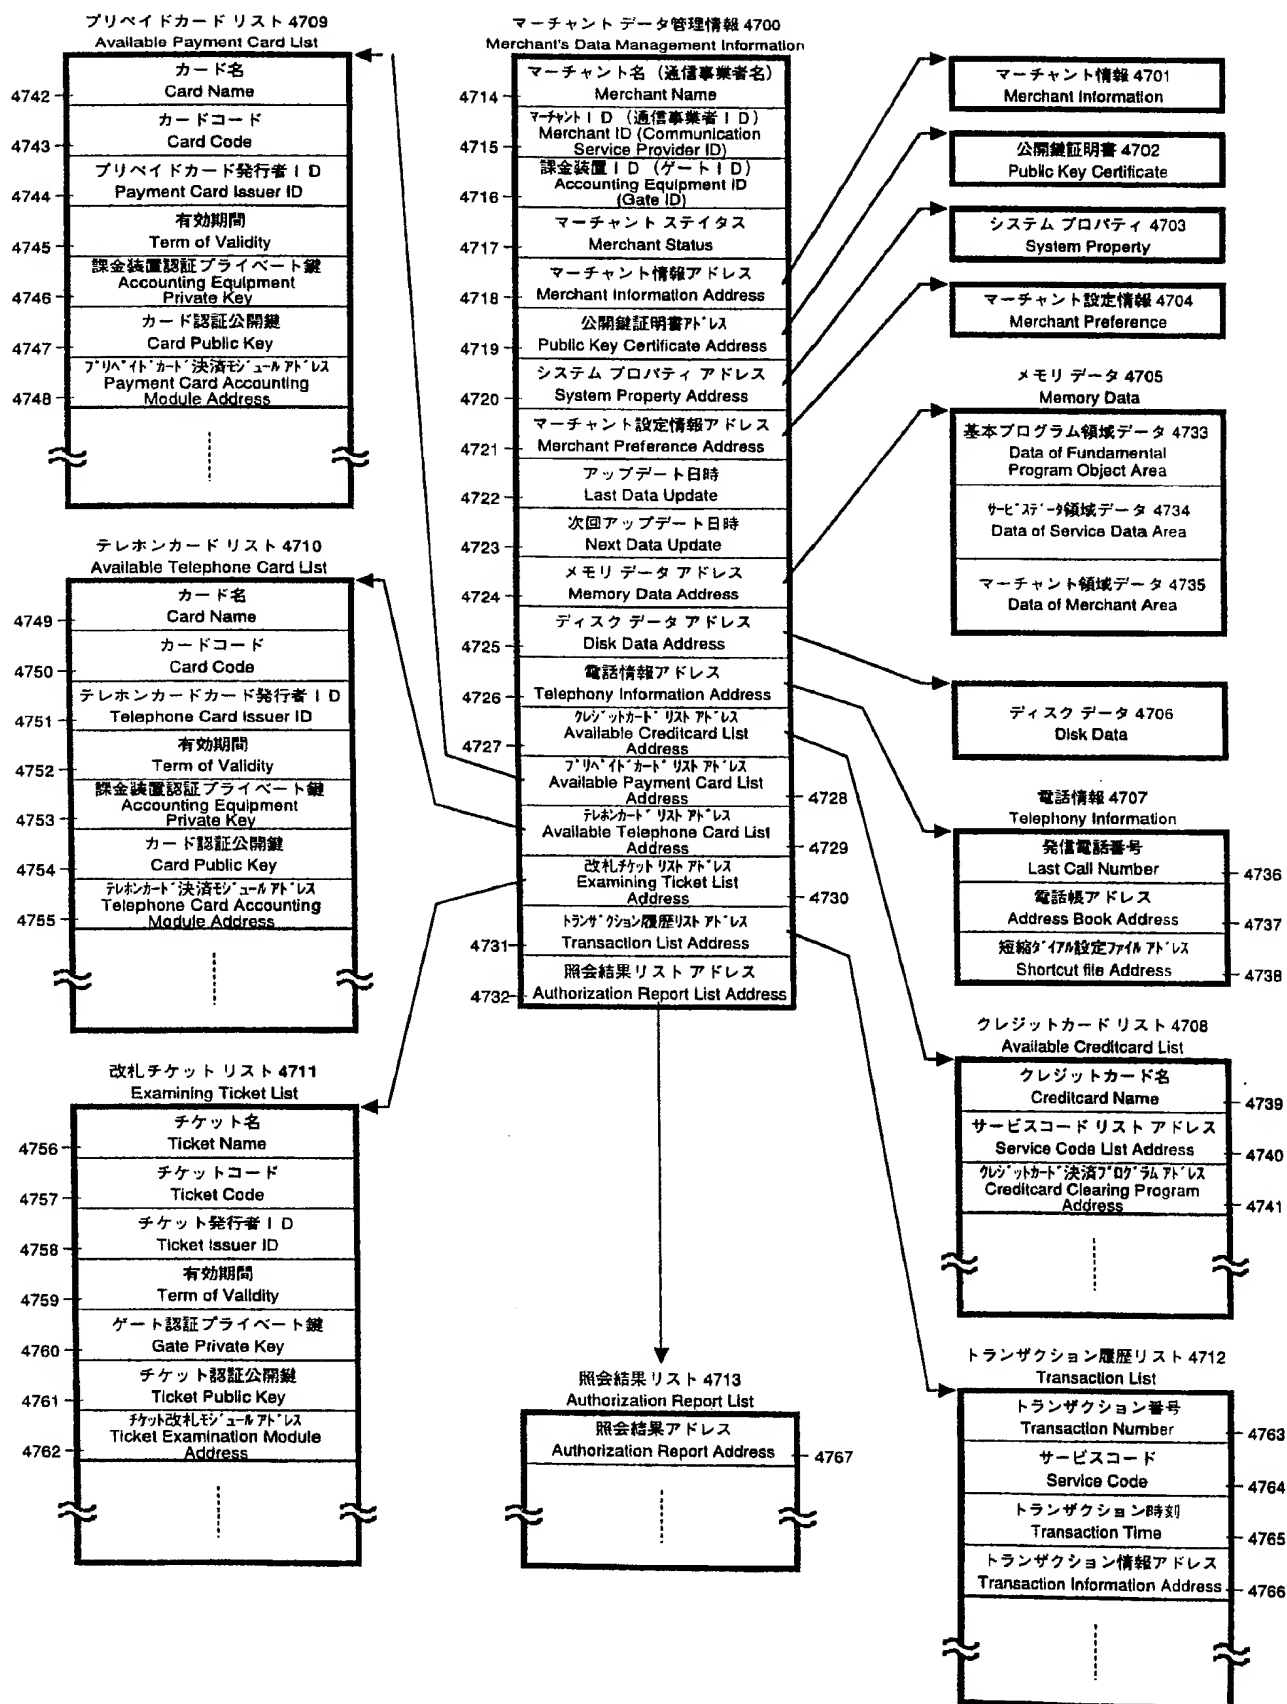 プリペイドカード リスト 4709
Available Payment Card List
カード名
Card Name
4742
カードコード
Card Code
4743
プリペイドカード発行者ID
Payment Card Issuer ID
4744
有効期間
Term of Validity
4745
課金装置認証プライベート鍵
Accounting Equipment
Private Key
4746
カード認証公開鍵
Card Public Key
4747
プリペイドカード決済モジュールアドレス
Payment Card Accounting
Module Address
4748
テレホンカード リスト 4710
Available Telephone Card List
カード名
Card Name
4749
カードコード
Card Code
4750
テレホンカードカード発行者ID
Telephone Card Issuer ID
4751
有効期間
Term of Validity
4752
課金装置認証プライベート鍵
Accounting Equipment
Private Key
4753
カード認証公開鍵
Card Public Key
4754
テレホンカード決済モジュールアドレス
Telephone Card Accounting
Module Address
4755
改札チケット リスト 4711
Examining Ticket List
チケット名
Ticket Name
4756
チケットコード
Ticket Code
4757
チケット発行者ID
Ticket Issuer ID
4758
有効期間
Term of Validity
4759
ゲート認証プライベート鍵
Gate Private Key
4760
チケット認証公開鍵
Ticket Public Key
4761
チケット改札モジュールアドレス
Ticket Examination Module
Address
4762
マーチャント データ管理情報 4700
Merchant's Data Management Information
マーチャント名(通信事業者名)
Merchant Name
4714
マーチャントID(通信事業者ID)
Merchant ID (Communication
Service Provider ID)
4715
課金装置ID(ゲートID)
Accounting Equipment ID
(Gate ID)
4716
マーチャント ステイタス
Merchant Status
4717
マーチャント情報アドレス
Merchant Information Address
4718
公開鍵証明書アドレス
Public Key Certificate Address
4719
システム プロパティ アドレス
System Property Address
4720
マーチャント設定情報アドレス
Merchant Preference Address
4721
アップデート日時
Last Data Update
4722
次回アップデート日時
Next Data Update
4723
メモリ データ アドレス
Memory Data Address
4724
ディスク データ アドレス
Disk Data Address
4725
電話情報アドレス
Telephony Information Address
4726
クレジットカード リスト アドレス
Available Creditcard List
Address
4727
プリペイドカード リスト アドレス
Available Payment Card List
Address
4728
テレホンカード リスト アドレス
Available Telephone Card List
Address
4729
改札チケット リスト アドレス
Examining Ticket List
Address
4730
トランザクション履歴リスト アドレス
Transaction List Address
4731
照会結果リスト アドレス
Authorization Report List Address
4732
照会結果リスト 4713
Authorization Report List
照会結果アドレス
Authorization Report Address
4767
マーチャント情報 4701
Merchant Information
公開鍵証明書 4702
Public Key Certificate
システム プロパティ 4703
System Property
マーチャント設定情報 4704
Merchant Preference
メモリ データ 4705
Memory Data
基本プログラム領域データ 4733
Data of Fundamental
Program Object Area
サービスデータ領域データ 4734
Data of Service Data Area
マーチャント領域データ 4735
Data of Merchant Area
ディスク データ 4706
Disk Data
電話情報 4707
Telephony Information
発信電話番号
Last Call Number
4736
電話帳アドレス
Address Book Address
4737
短縮ダイアル設定ファイル アドレス
Shortcut file Address
4738
クレジットカード リスト 4708
Available Creditcard List
クレジットカード名
Creditcard Name
4739
サービスコード リスト アドレス
Service Code List Address
4740
クレジットカード決済プログラム アドレス
Creditcard Clearing Program
Address
4741
トランザクション履歴リスト 4712
Transaction List
トランザクション番号
Transaction Number
4763
サービスコード
Service Code
4764
トランザクション時刻
Transaction Time
4765
トランザクション情報アドレス
Transaction Information Address
4766